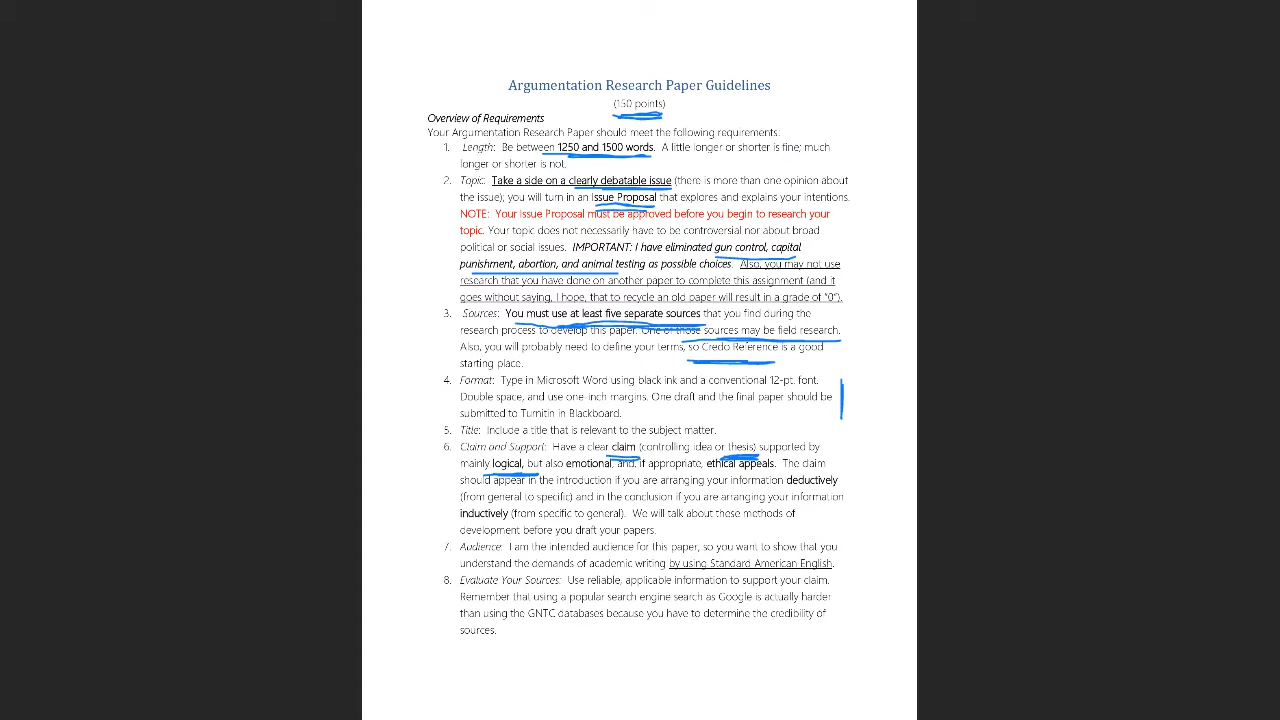 Argumentation Research Paper Guidelines
(150 points)
Overview of Requirements
Your Argumentation Research Paper should meet the following requirements:
1. Length: Be between 1250 and 1500 words. A little longer or shorter is fine; much
longer or shorter is not.
2. Topic: Take a side on a clearly debatable issue (there is more than one opinion about
the issue); you will turn in an Issue Proposal that explores and explains your intentions.
NOTE: Your Issue Proposal must be approved before you begin to research your
topic. Your topic does not necessarily have to be controversial nor about broad
political or social issues. IMPORTANT: I have eliminated gun control, capital
punishment, abortion, and animal testing as possible choices. Also, you may not use
research that you have done on another paper to complete this assignment (and it
goes without saying, I hope, that to recycle an old paper will result in a grade of "0").
3. Sources: You must use at least five separate sources that you find during the
research process to develop this paper. One of those sources may be field research.
Also, you will probably need to define your terms, so Credo Reference is a good
starting place.
4. Format: Type in Microsoft Word using black ink and a conventional 12-pt. font.
Double space, and use one-inch margins. One draft and the final paper should be
submitted to Turnitin in Blackboard.
5. Title: Include a title that is relevant to the subject matter.
6. Claim and Support: Have a clear claim (controlling idea or thesis) supported by
mainly logical, but also emotional, and, if appropriate, ethical appeals. The claim
should appear in the introduction if you are arranging your information deductively
(from general to specific) and in the conclusion if you are arranging your information
inductively (from specific to general). We will talk about these methods of
development before you draft your papers.
7. Audience: I am the intended audience for this paper, so you want to show that you
understand the demands of academic writing by using Standard American English.
8. Evaluate Your Sources: Use reliable, applicable information to support your claim.
Remember that using a popular search engine search as Google is actually harder
than using the GNTC databases because you have to determine the credibility of
sources.